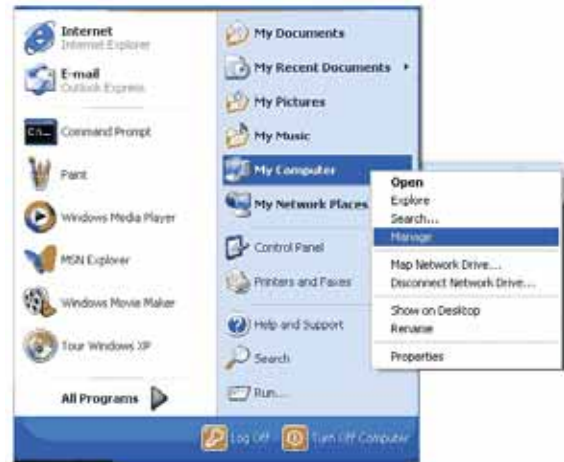 Internet
Internet Explorer
E-mail
Outlook Express
Command Prompt
Paint
Windows Media Player
MSN Explorer
Windows Movie Maker
Tour Windows XP
All Programs
My Documents
My Recent Documents
My Pictures
My Music
My Computer
My Network Places
Control Panel
Printers and Faxes
Help and Support
Search
Run...
Open
Explore
Search...
Manage
Map Network Drive...
Disconnect Network Drive...
Show on Desktop
Rename
Properties
Log Off
Turn Off Computer